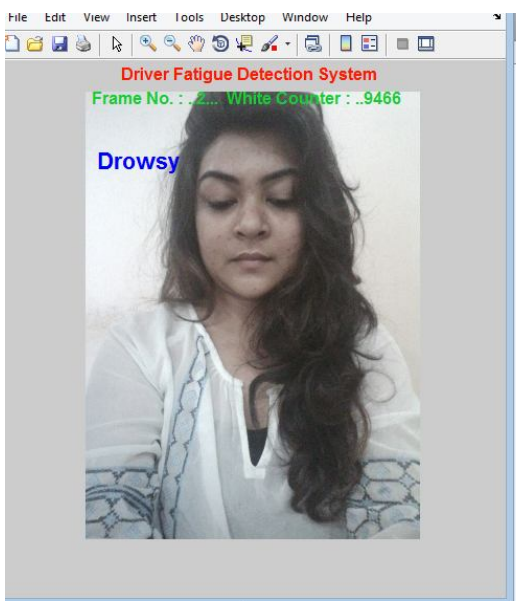 File Edit View Insert Tools Desktop Window Help
Driver Fatigue Detection System
Frame No. : ..2... White Counter : ..9466
Drowsy